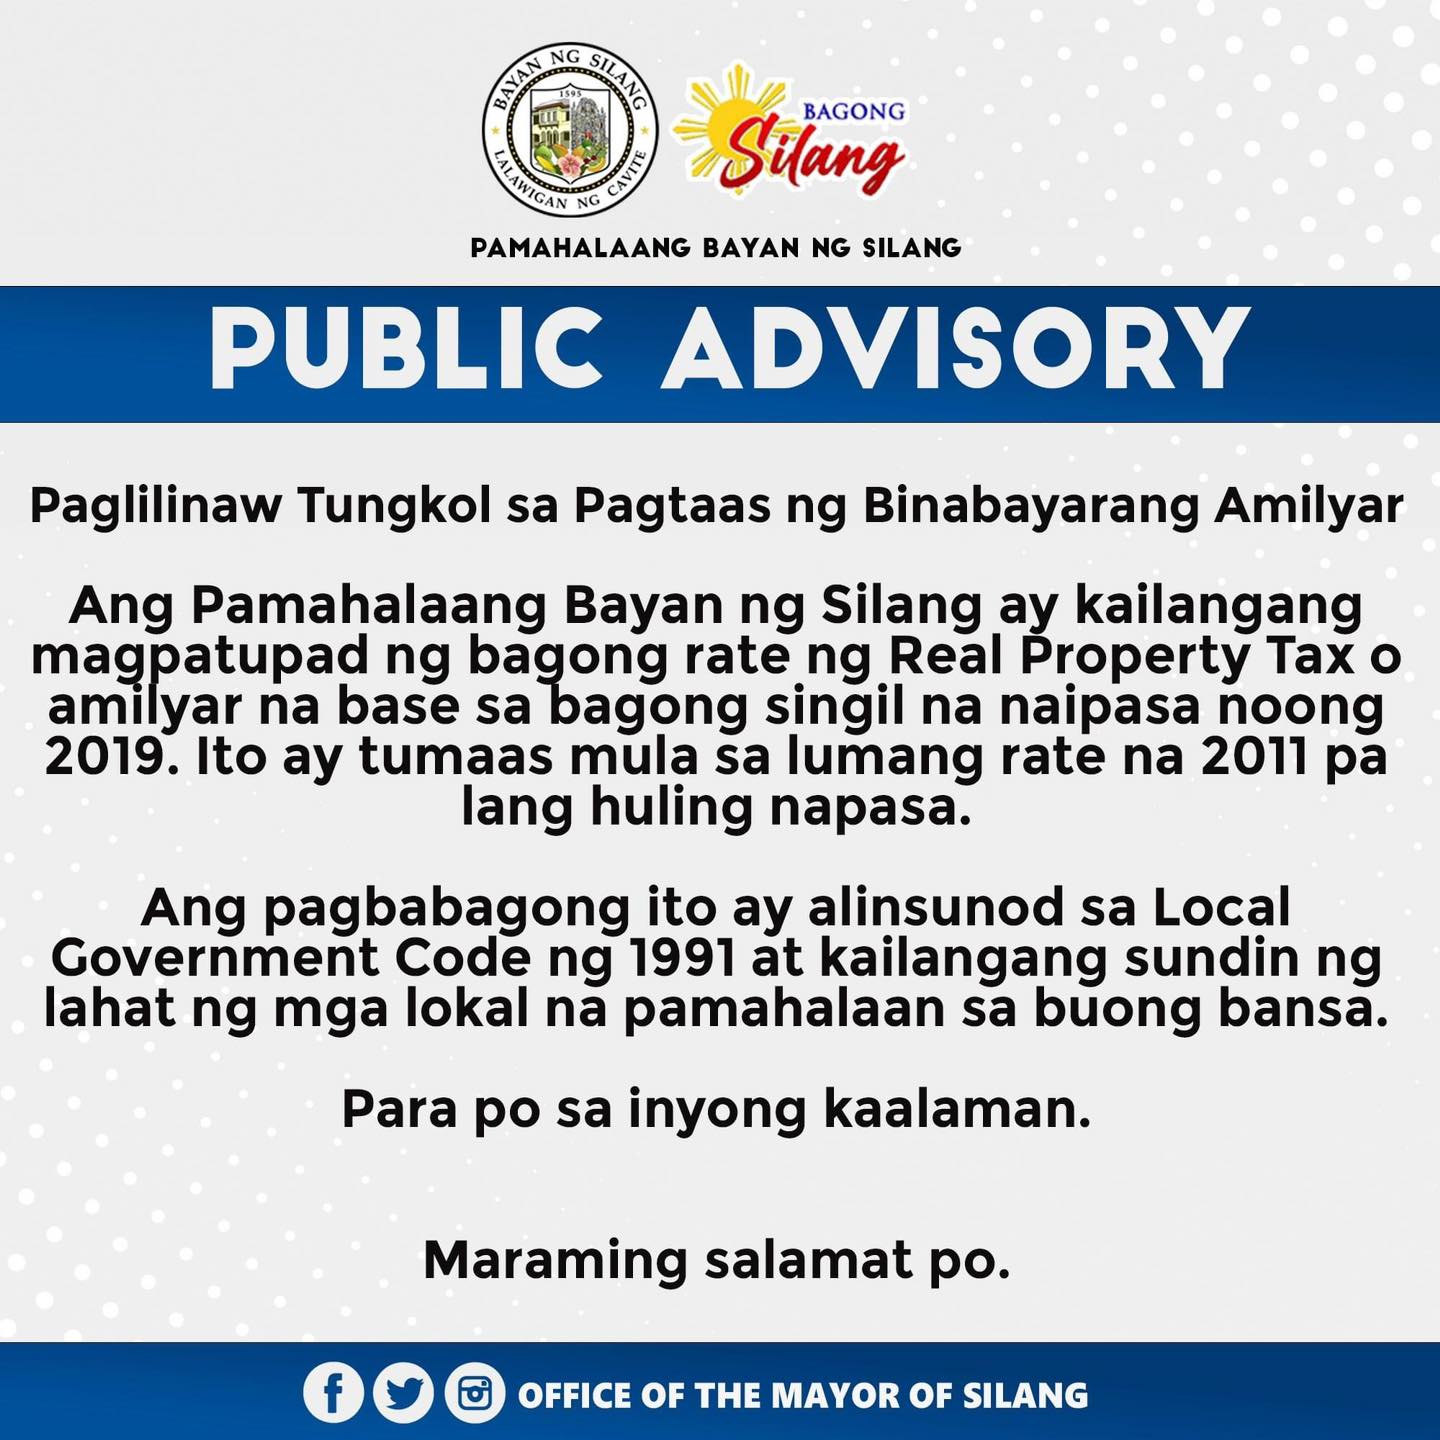 BAYAN NG SILANG
1595
LALAWIGAN NG CAVITE
BAGONG
Silang
PAMAHALAANG BAYAN NG SILANG
PUBLIC ADVISORY
Paglilinaw Tungkol sa Pagtaas ng Binabayarang Amilyar
Ang Pamahalaang Bayan ng Silang ay kailangang
magpatupad ng bagong rate ng Real Property Tax o
amilyar na base sa bagong singil na naipasa noong
2019. Ito ay tumaas mula sa lumang rate na 2011 pa
lang huling napasa.
Ang pagbabagong ito ay alinsunod sa Local
Government Code ng 1991 at kailangang sundin ng
lahat ng mga lokal na pamahalaan sa buong bansa.
Para po sa inyong kaalaman.
Maraming salamat po.
OFFICE OF THE MAYOR OF SILANG